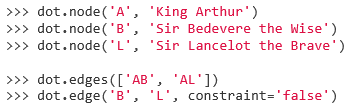 >>> dot.node('A', 'King Arthur')
>>> dot.node('B', 'Sir Bedevere the Wise')
>>> dot.node('L', 'Sir Lancelot the Brave')
>>> dot.edges(['AB', 'AL'])
>>> dot.edge('B', 'L', constraint='false')